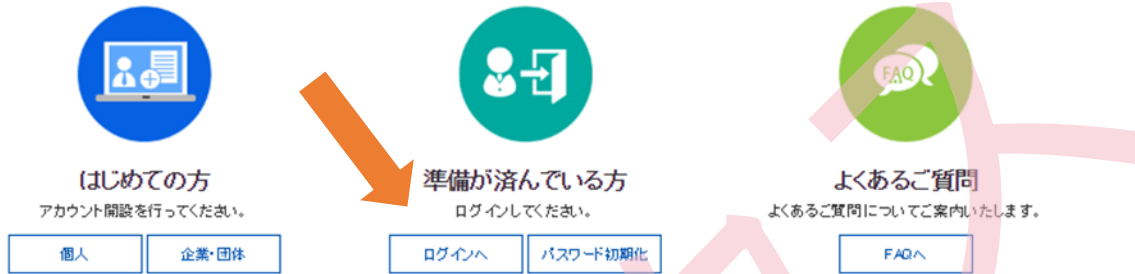 FAQ
はじめての方
アカウント開設を行ってください。
個人
企業・団体
準備が済んでいる方
ログインしてください。
ログインへ
パスワード初期化
よくあるご質問
よくあるご質問についてご案内いたします。
FAQへ